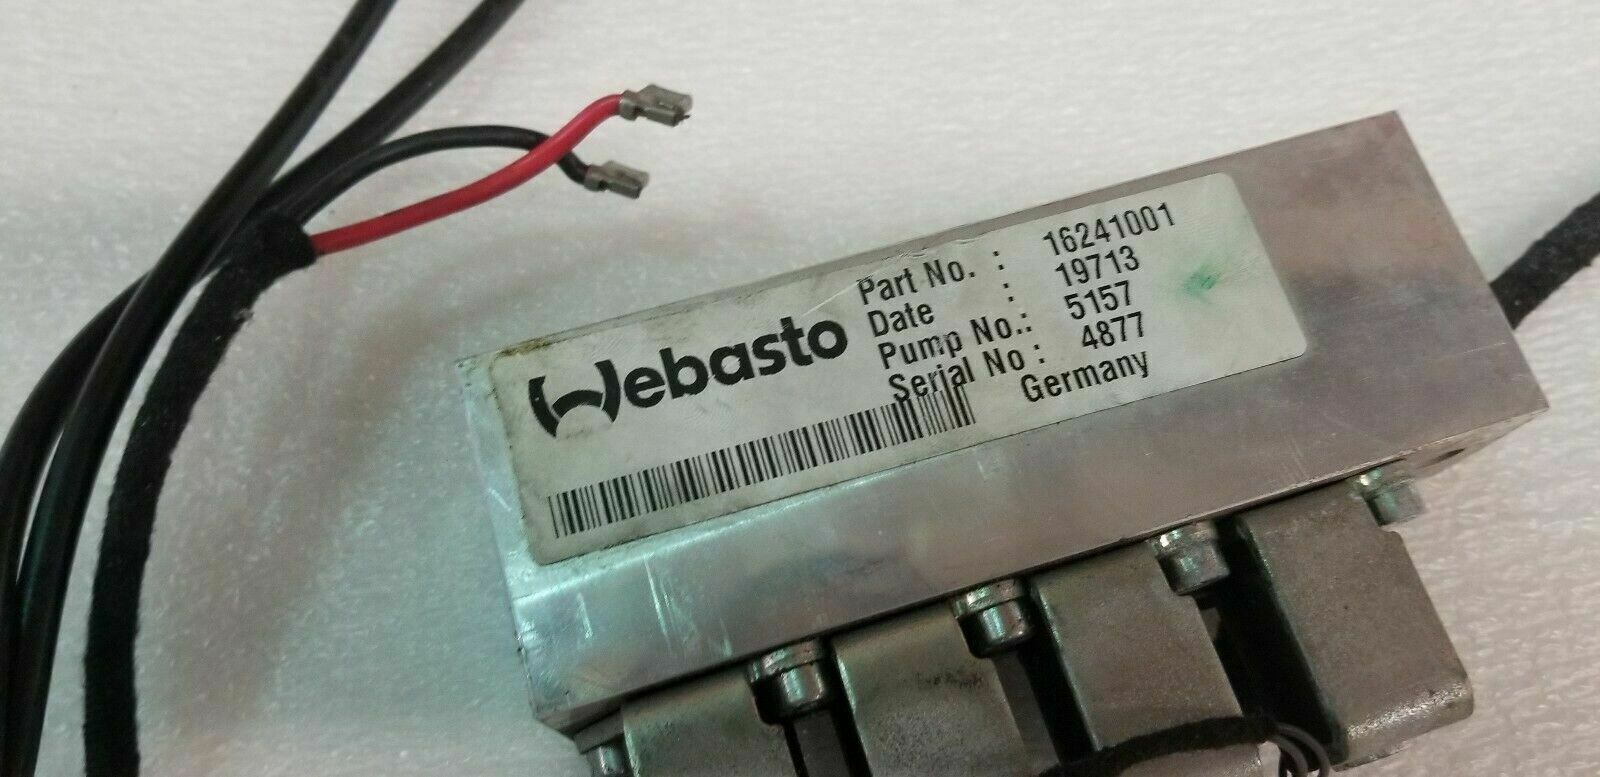 Webasto
Part No. : 16241001
Date : 19713
Pump No.: 5157
Serial No : 4877
Germany